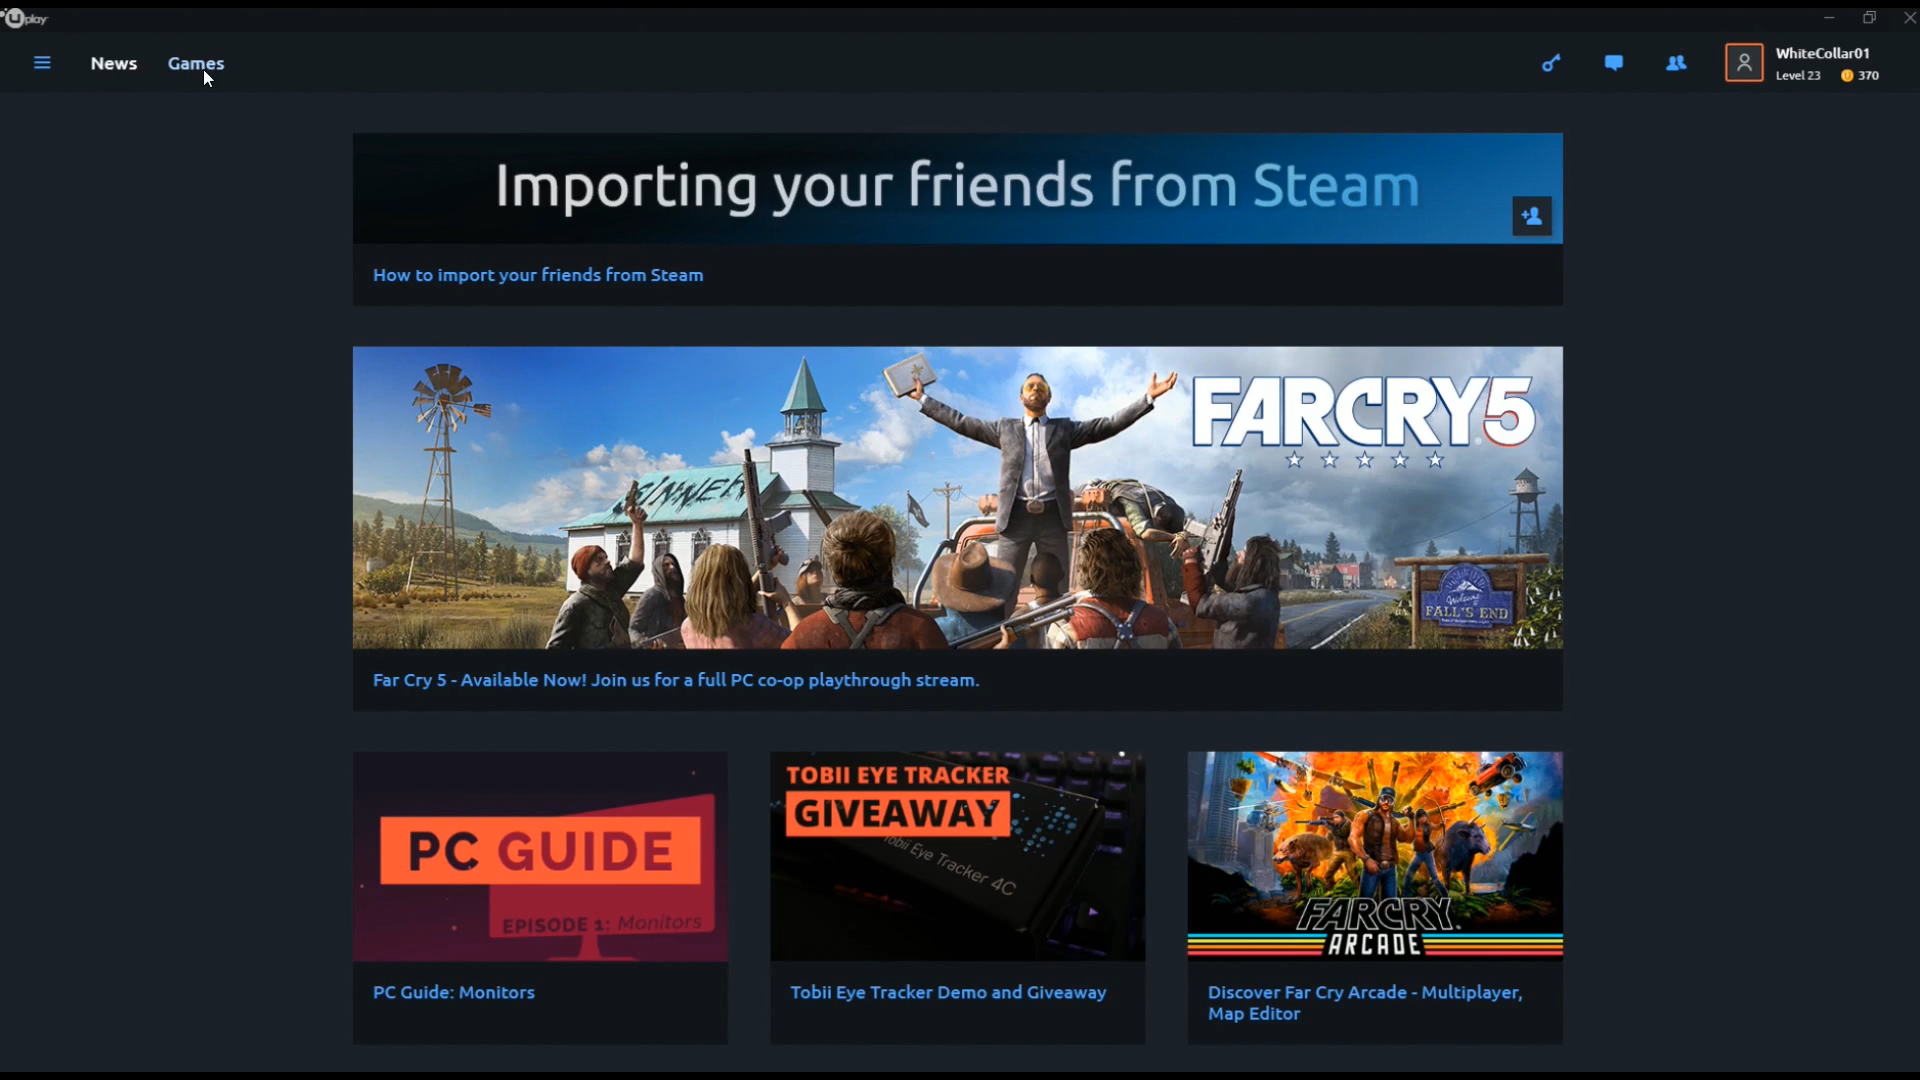 Uplay
News Games
WhiteCollar01
Level 23 370
Importing your friends from Steam
How to import your friends from Steam
SINNER
FARCRY5
FALL'S END
Far Cry 5 - Available Now! Join us for a full PC co-op playthrough stream.
PC GUIDE
EPISODE 1: Monitors
PC Guide: Monitors
TOBII EYE TRACKER
GIVEAWAY
Tobii Eye Tracker 4C
Tobii Eye Tracker Demo and Giveaway
FARCRY
ARCADE
Discover Far Cry Arcade - Multiplayer,
Map Editor